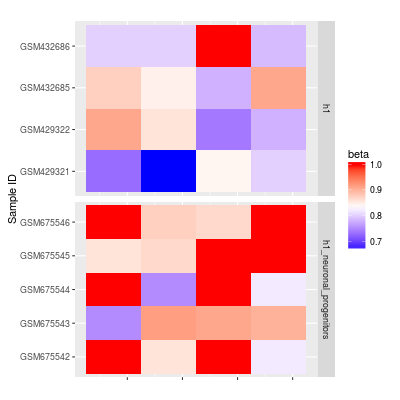 GSM432686
GSM432685
GSM429322
GSM429321
h1
GSM675546
GSM675545
GSM675544
GSM675543
GSM675542
h1_neuronal_progenitors
Sample ID
beta
1.0
0.9
0.8
0.7